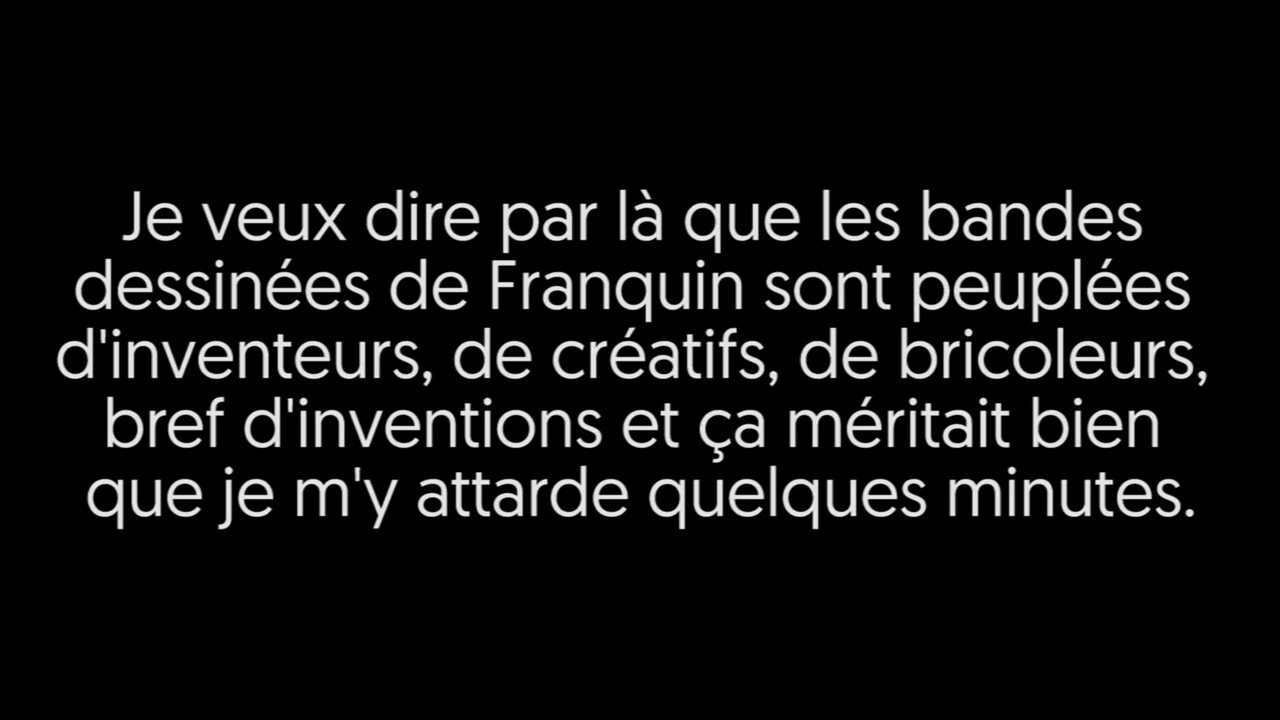 Je veux dire par là que les bandes
dessinées de Franquin sont peuplées
d'inventeurs, de créatifs, de bricoleurs,
bref d'inventions et ça méritait bien
que je m'y attarde quelques minutes.